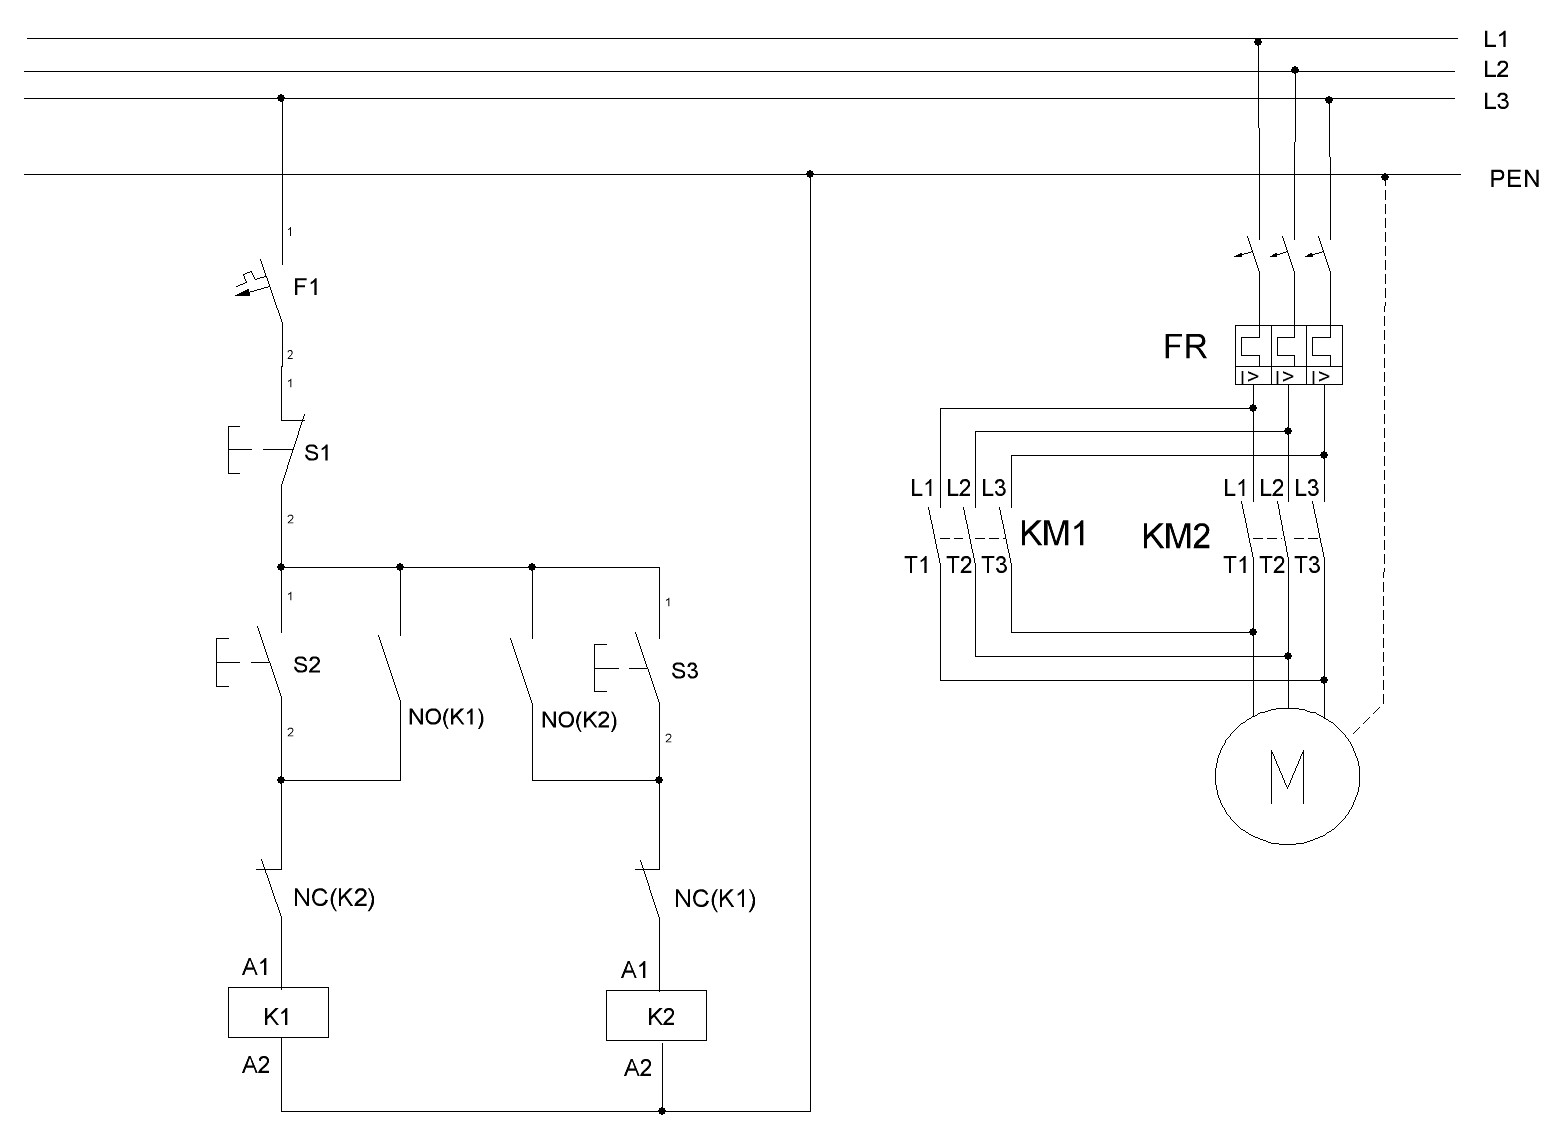 L1
L2
L3
PEN
1
F1
2
1
S1
2
1
S2
2
NO(K1)
NO(K2)
1
S3
2
NC(K2)
NC(K1)
A1
K1
A2
A1
K2
A2
FR
I> I> I>
L1 L2 L3
KM1
T1 T2 T3
L1 L2 L3
KM2
T1 T2 T3
M